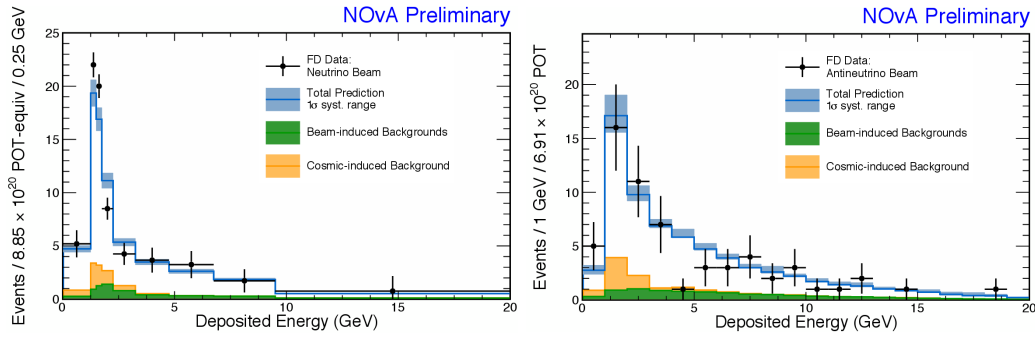 NOvA Preliminary
Events / 8.85 × 10²⁰ POT-equiv / 0.25 GeV
25
20
15
10
5
0
FD Data:
Neutrino Beam
Total Prediction
1σ syst. range
Beam-induced Backgrounds
Cosmic-induced Background
0 5 10 15 20
Deposited Energy (GeV)
NOvA Preliminary
Events / 1 GeV / 6.91 × 10²⁰ POT
20
15
10
5
0
FD Data:
Antineutrino Beam
Total Prediction
1σ syst. range
Beam-induced Backgrounds
Cosmic-induced Background
0 5 10 15 20
Deposited Energy (GeV)